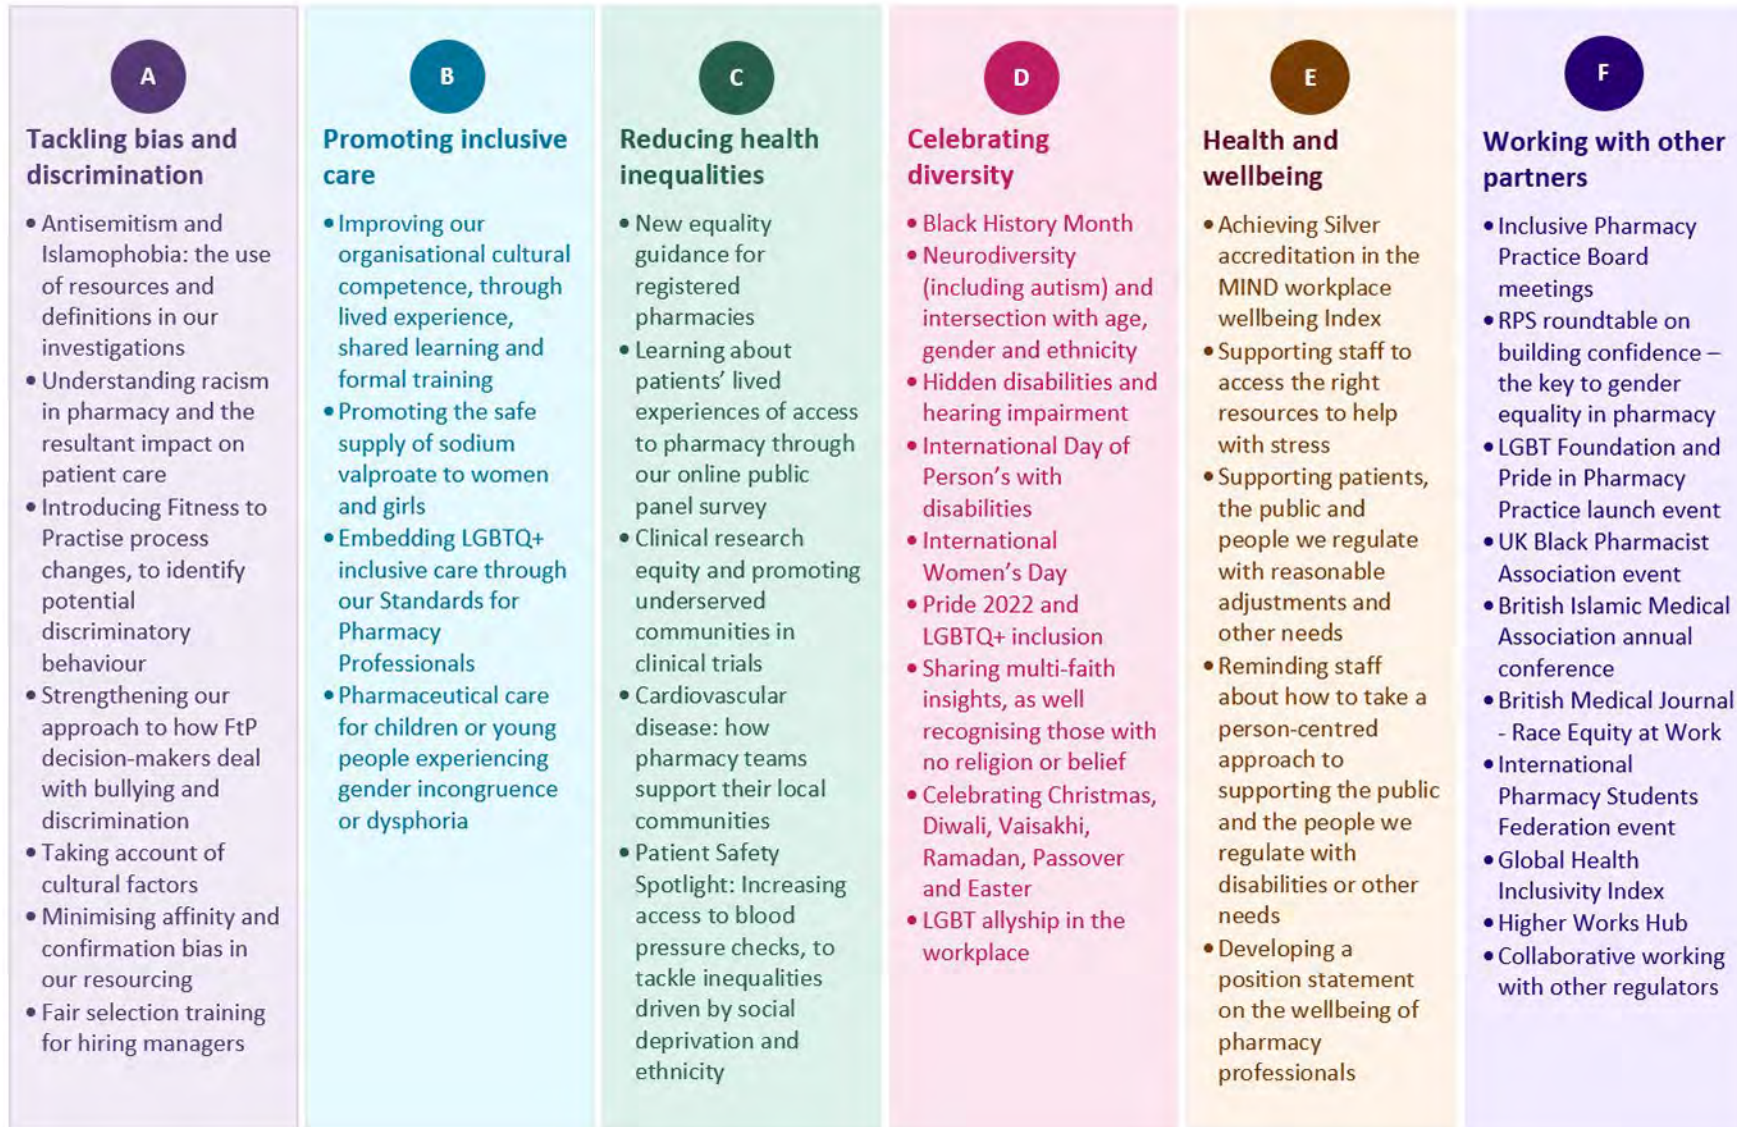 A
Tackling bias and
discrimination
• Antisemitism and
Islamophobia: the use
of resources and
definitions in our
investigations
• Understanding racism
in pharmacy and the
resultant impact on
patient care
• Introducing Fitness to
Practise process
changes, to identify
potential
discriminatory
behaviour
• Strengthening our
approach to how FtP
decision-makers deal
with bullying and
discrimination
• Taking account of
cultural factors
• Minimising affinity and
confirmation bias in
our resourcing
• Fair selection training
for hiring managers
B
Promoting inclusive
care
• Improving our
organisational cultural
competence, through
lived experience,
shared learning and
formal training
• Promoting the safe
supply of sodium
valproate to women
and girls
• Embedding LGBTQ+
inclusive care through
our Standards for
Pharmacy
Professionals
• Pharmaceutical care
for children or young
people experiencing
gender incongruence
or dysphoria
C
Reducing health
inequalities
• New equality
guidance for
registered
pharmacies
• Learning about
patients’ lived
experiences of access
to pharmacy through
our online public
panel survey
• Clinical research
equity and promoting
underserved
communities in
clinical trials
• Cardiovascular
disease: how
pharmacy teams
support their local
communities
• Patient Safety
Spotlight: Increasing
access to blood
pressure checks, to
tackle inequalities
driven by social
deprivation and
ethnicity
D
Celebrating
diversity
• Black History Month
• Neurodiversity
(including autism) and
intersection with age,
gender and ethnicity
• Hidden disabilities and
hearing impairment
• International Day of
Person’s with
disabilities
• International
Women’s Day
• Pride 2022 and
LGBTQ+ inclusion
• Sharing multi-faith
insights, as well
recognising those with
no religion or belief
• Celebrating Christmas,
Diwali, Vaisakhi,
Ramadan, Passover
and Easter
• LGBT allyship in the
workplace
E
Health and
wellbeing
• Achieving Silver
accreditation in the
MIND workplace
wellbeing Index
• Supporting staff to
access the right
resources to help
with stress
• Supporting patients,
the public and
people we regulate
with reasonable
adjustments and
other needs
• Reminding staff
about how to take a
person-centred
approach to
supporting the public
and the people we
regulate with
disabilities or other
needs
• Developing a
position statement
on the wellbeing of
pharmacy
professionals
F
Working with other
partners
• Inclusive Pharmacy
Practice Board
meetings
• RPS roundtable on
building confidence –
the key to gender
equality in pharmacy
• LGBT Foundation and
Pride in Pharmacy
Practice launch event
• UK Black Pharmacist
Association event
• British Islamic Medical
Association annual
conference
• British Medical Journal
- Race Equity at Work
• International
Pharmacy Students
Federation event
• Global Health
Inclusivity Index
• Higher Works Hub
• Collaborative working
with other regulators